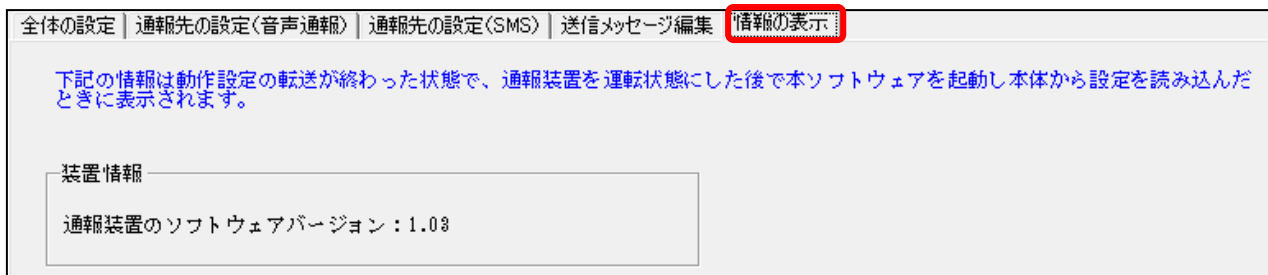 全体の設定 通報先の設定(音声通報) 通報先の設定(SMS) 送信メッセージ編集 情報の表示
下記の情報は動作設定の転送が終わった状態で、通報装置を運転状態にした後で本ソフトウェアを起動し本体から設定を読み込んだ
ときに表示されます。
装置情報
通報装置のソフトウェアバージョン：1.03